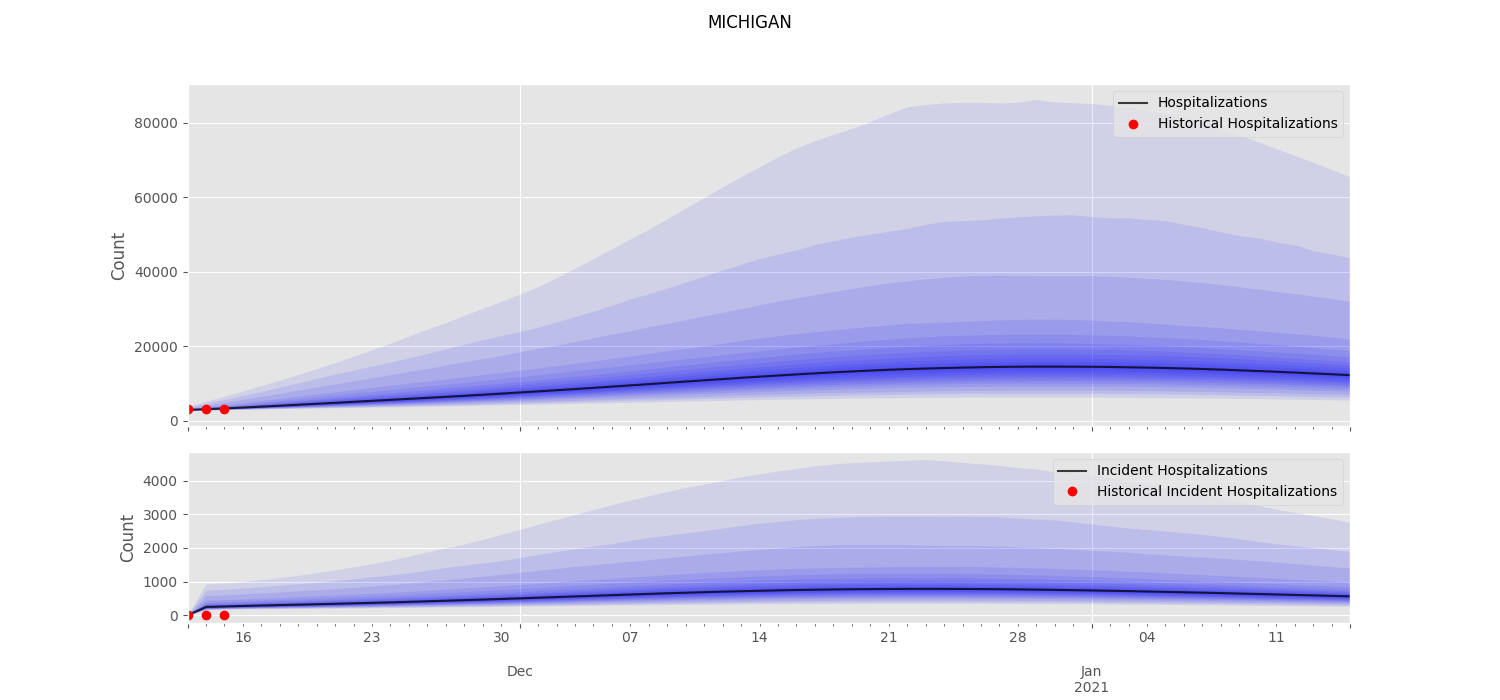 MICHIGAN
Hospitalizations
Historical Hospitalizations
Count
80000
60000
40000
20000
0
Incident Hospitalizations
Historical Incident Hospitalizations
Count
4000
3000
2000
1000
0
16 23 30 07 14 21 28 04 11
Dec Jan
2021